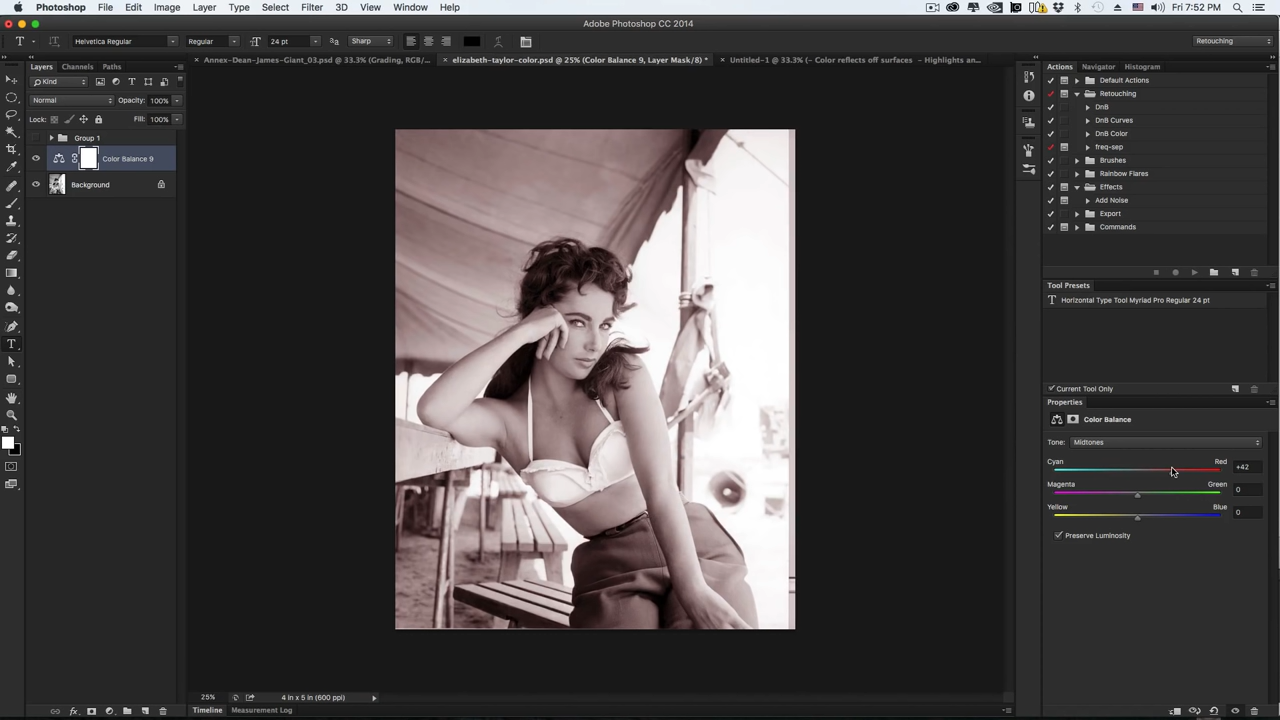 Photoshop File Edit Image Layer Type Select Filter 3D View Window Help Fri 7:52 PM
Adobe Photoshop CC 2014
T Helvetica Regular Regular 24 pt Sharp Retouching
Layers Channels Paths
Annex-Dean-James-Giant_03.psd @ 33.3% (Grading, RGB/...
elizabeth-taylor-color.psd @ 25% (Color Balance 9, Layer Mask/8) *
Untitled-1 @ 33.3% (- Color reflects off surfaces - Highlights an...
Actions Navigator Histogram
Kind
Normal Opacity: 100%
Lock: Fill: 100%
Group 1
Color Balance 9
Background
Default Actions
Retouching
DnB
DnB Curves
DnB Color
freq-sep
Brushes
Rainbow Flares
Effects
Add Noise
Export
Commands
Tool Presets
T Horizontal Type Tool Myriad Pro Regular 24 pt
Current Tool Only
Properties
Color Balance
Tone: Midtones
Cyan Red +42
Magenta Green 0
Yellow Blue 0
Preserve Luminosity
25% 4 in x 5 in (600 ppi)
Timeline Measurement Log